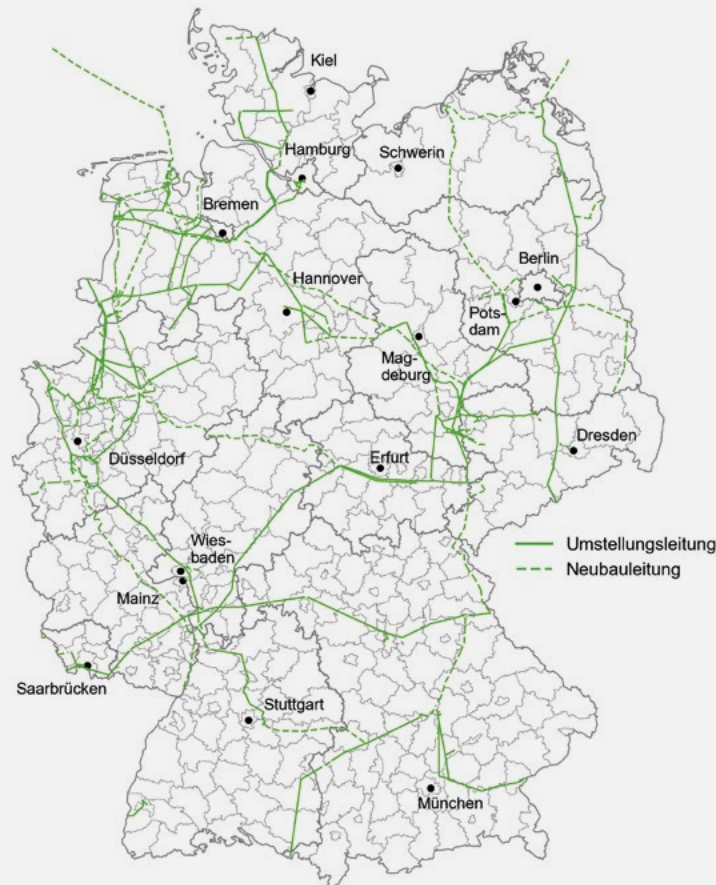 Kiel
Hamburg
Schwerin
Bremen
Berlin
Hannover
Pots-
dam
Mag-
deburg
Düsseldorf
Erfurt
Dresden
Wies-
baden
Umstellungsleitung
Neubauleitung
Mainz
Saarbrücken
Stuttgart
München